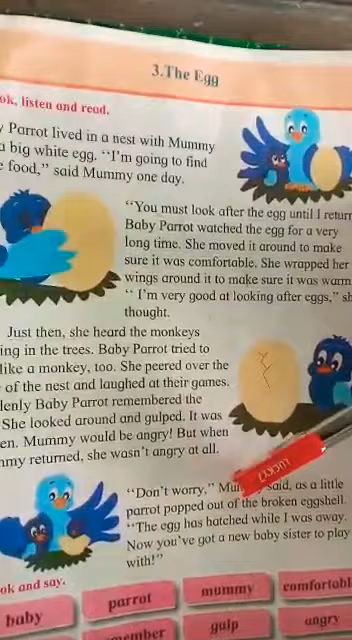 3.The Egg
ok, listen and read.
y Parrot lived in a nest with Mummy
a big white egg. “I'm going to find
food,” said Mummy one day.
“You must look after the egg until I return
Baby Parrot watched the egg for a very
long time. She moved it around to make
sure it was comfortable. She wrapped her
wings around it to make sure it was warm
“ I'm very good at looking after eggs,” sh
thought.
Just then, she heard the monkeys
ing in the trees. Baby Parrot tried to
like a monkey, too. She peered over the
of the nest and laughed at their games.
lenly Baby Parrot remembered the
She looked around and gulped. It was
en. Mummy would be angry! But when
my returned, she wasn't angry at all.
LUCKY
“Don't worry,” Mu said, as a little
parrot popped out of the broken eggshell.
“The egg has hatched while I was away.
Now you've got a new baby sister to play
with!”
ok and say.
baby parrot mummy comfortabl
ember gulp angry